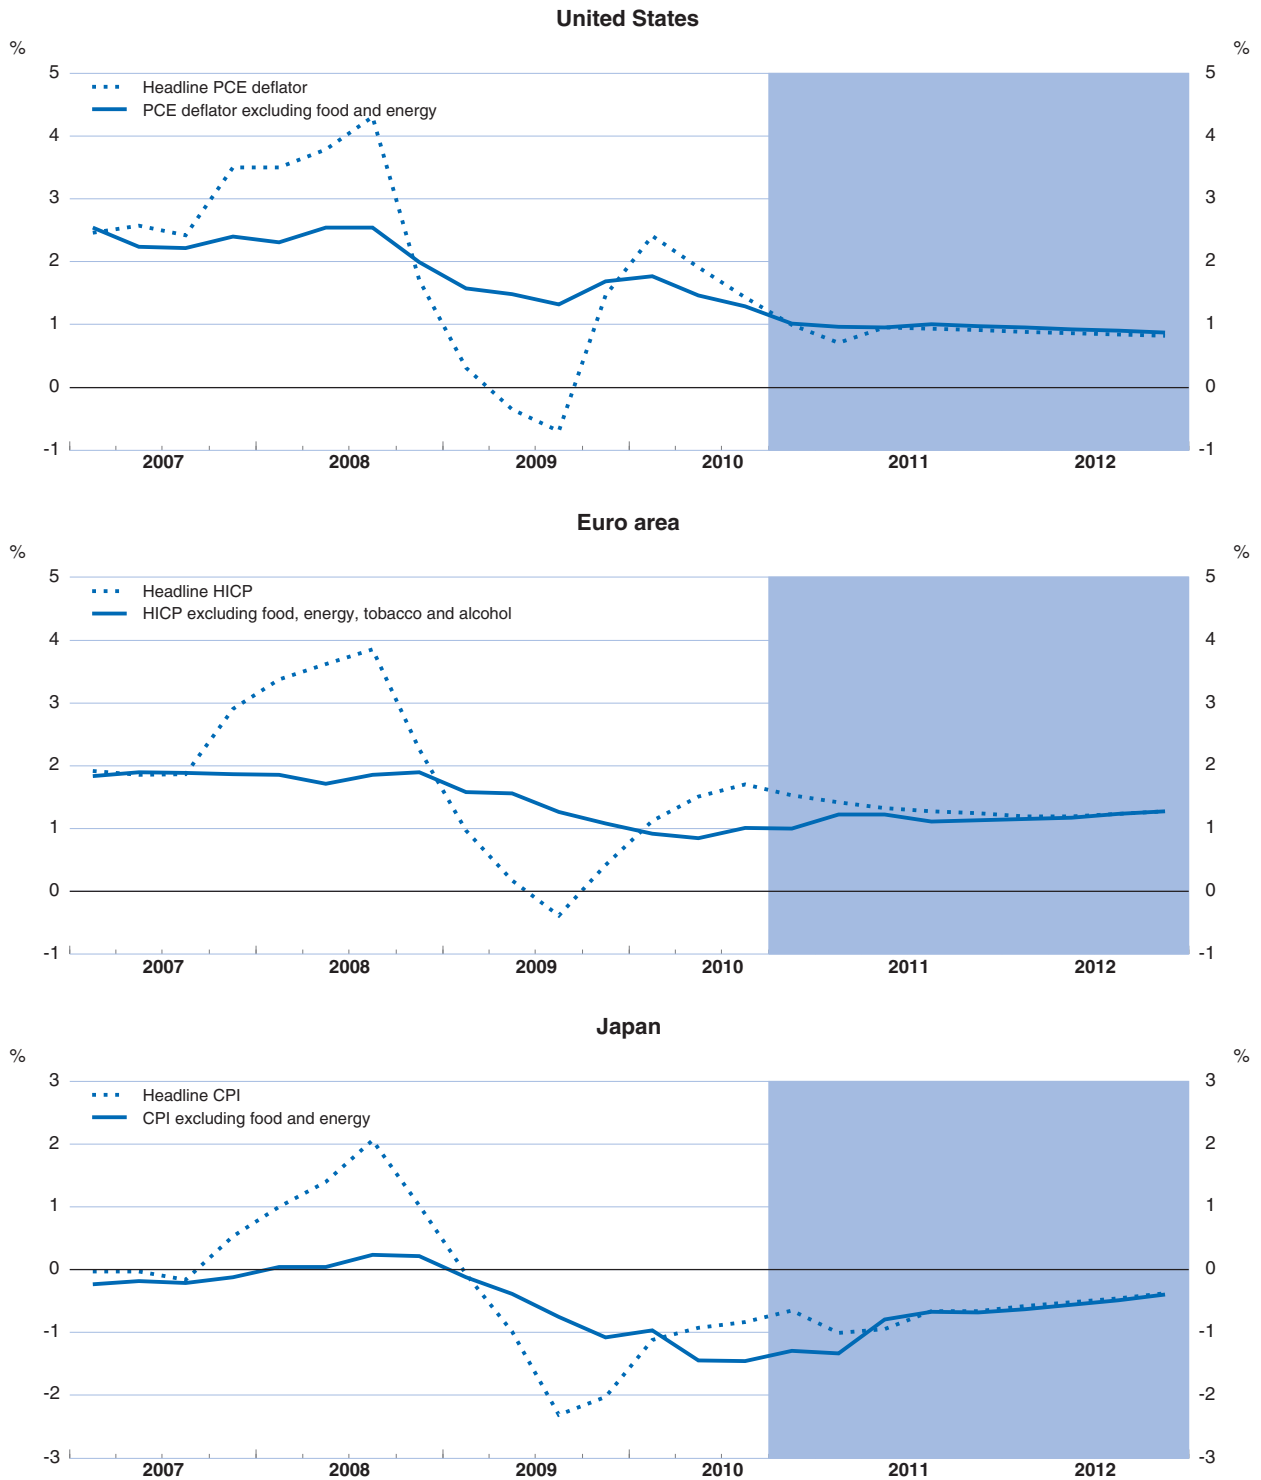 United States
% %
5 5
Headline PCE deflator
PCE deflator excluding food and energy
4 4
3 3
2 2
1 1
0 0
-1 -1
2007 2008 2009 2010 2011 2012
Euro area
% %
5 5
Headline HICP
HICP excluding food, energy, tobacco and alcohol
4 4
3 3
2 2
1 1
0 0
-1 -1
2007 2008 2009 2010 2011 2012
Japan
% %
3 3
Headline CPI
CPI excluding food and energy
2 2
1 1
0 0
-1 -1
-2 -2
-3 -3
2007 2008 2009 2010 2011 2012